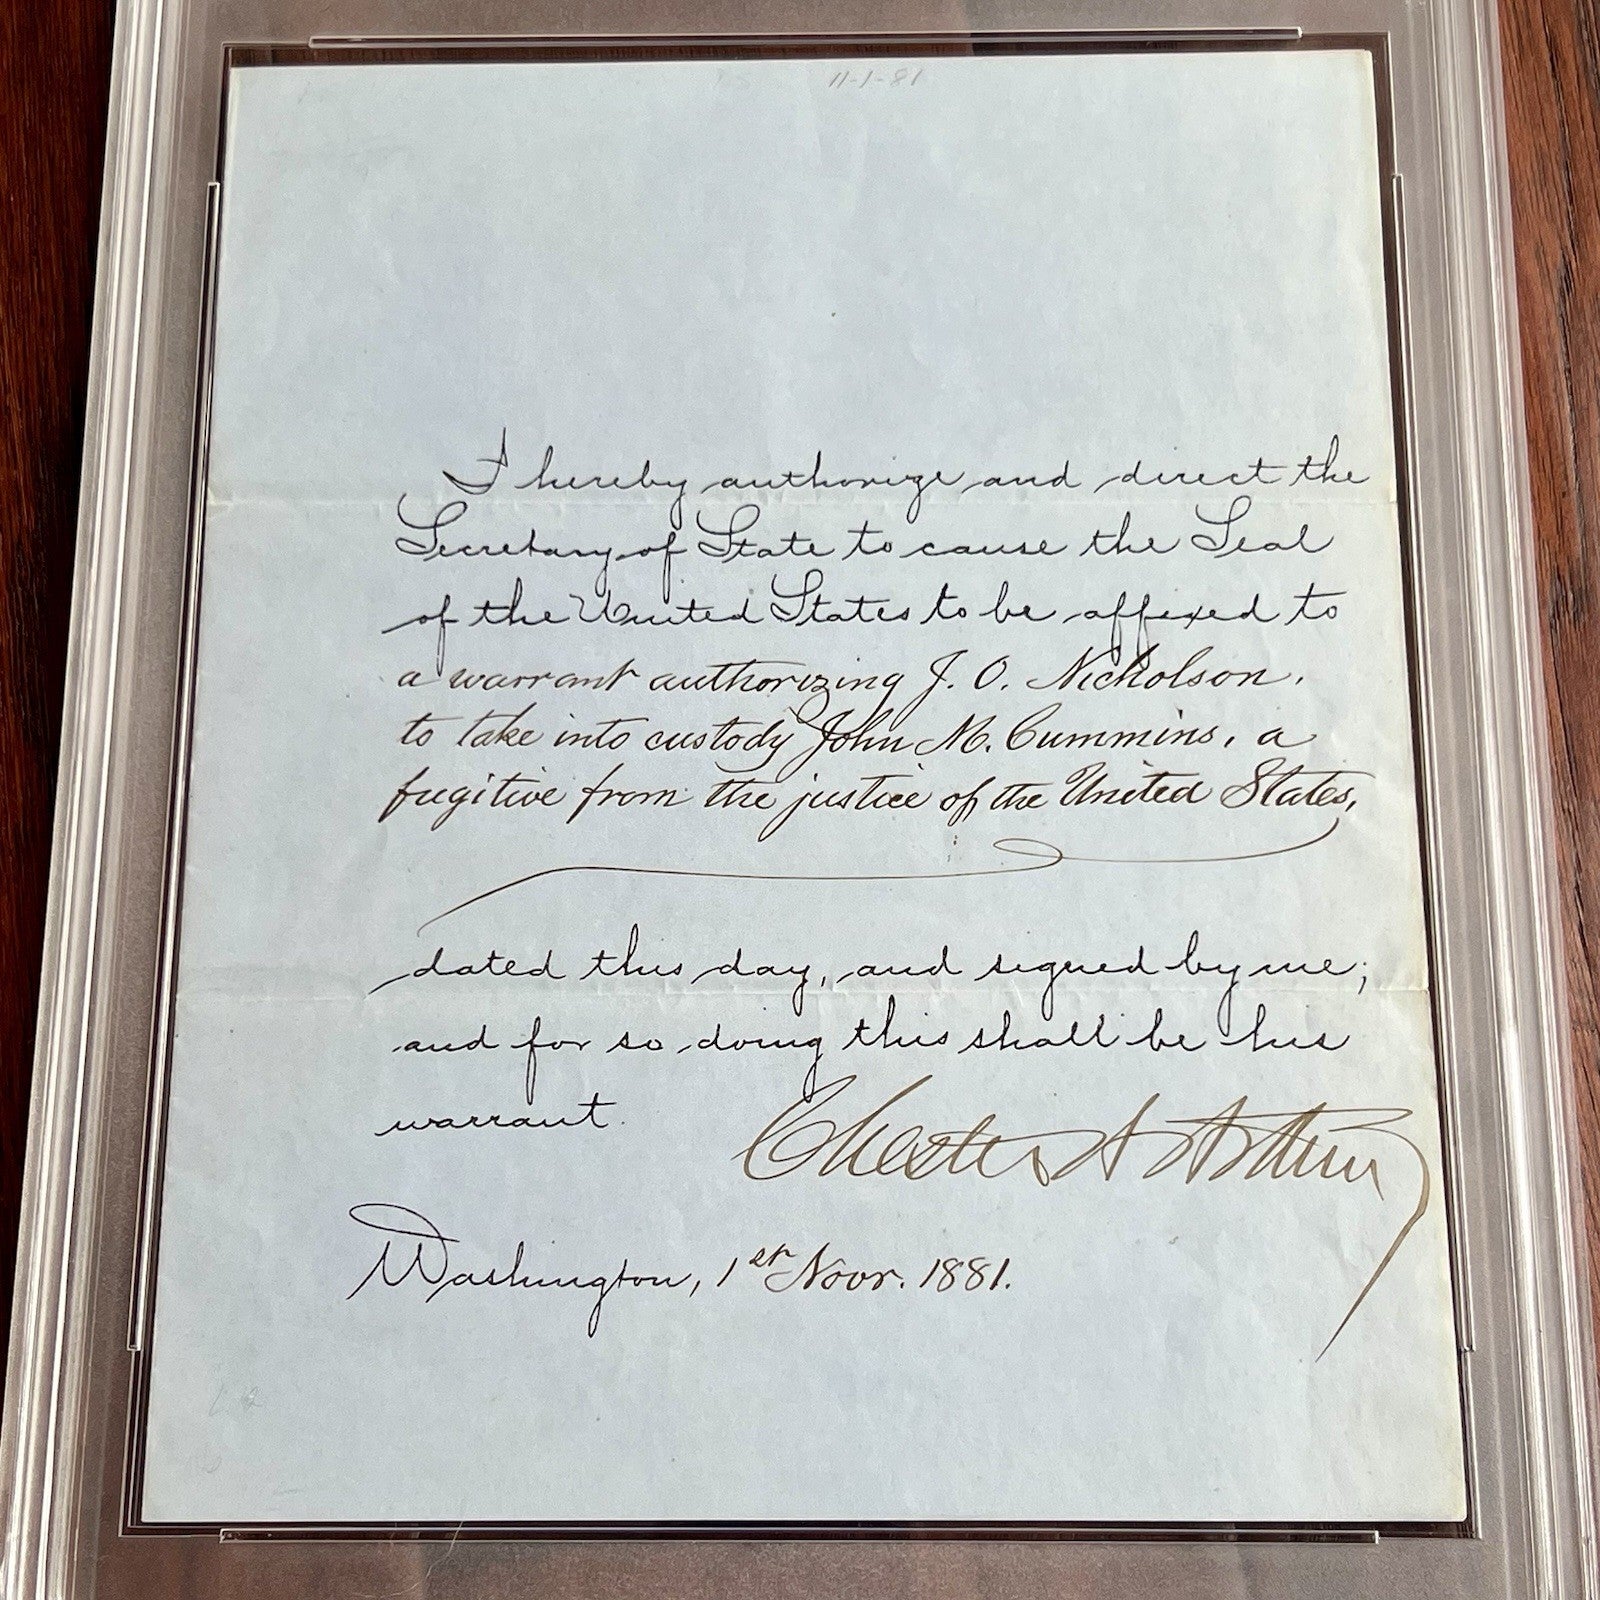 11-1-81
I hereby authorize and direct the
Secretary of State to cause the Seal
of the United States to be affixed to
a warrant authorizing J. O. Nicholson,
to take into custody John M. Cummins, a
fugitive from the justice of the United States,
dated this day, and signed by me;
and for so doing this shall be his
warrant.
Chester A Arthur
Washington, 1st Novr. 1881.